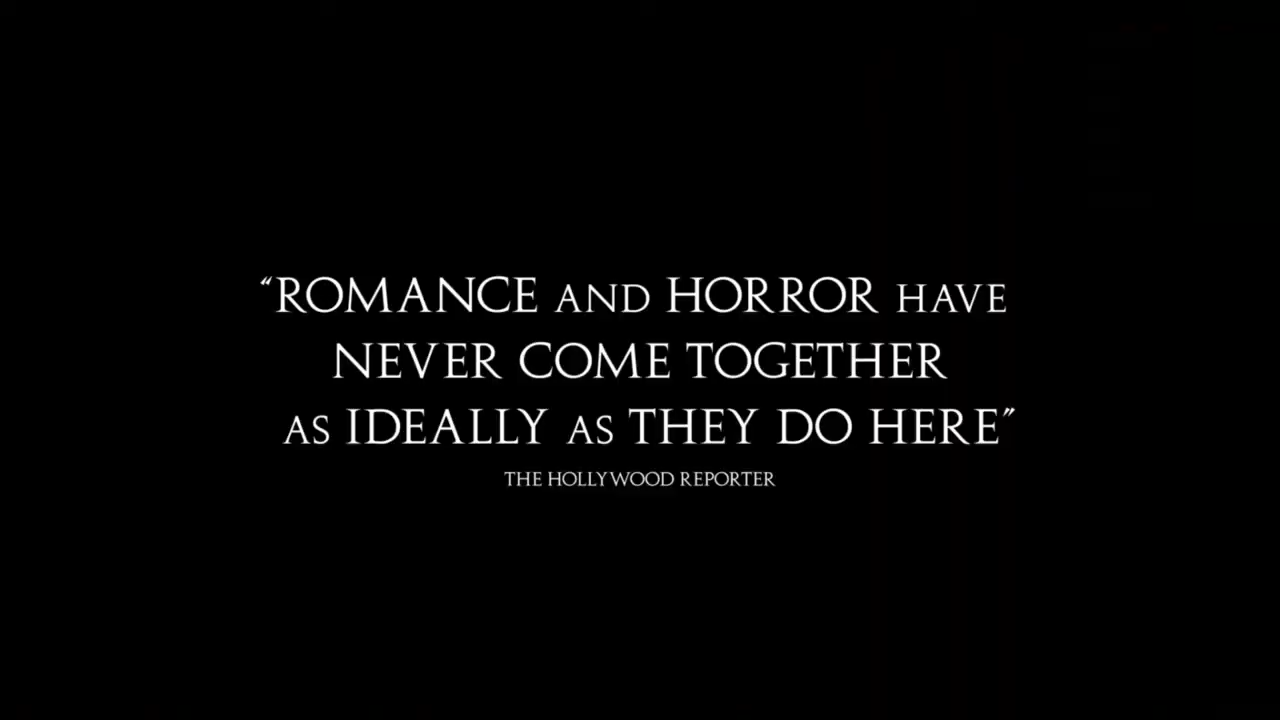 “ROMANCE AND HORROR HAVE
NEVER COME TOGETHER
AS IDEALLY AS THEY DO HERE”
THE HOLLYWOOD REPORTER